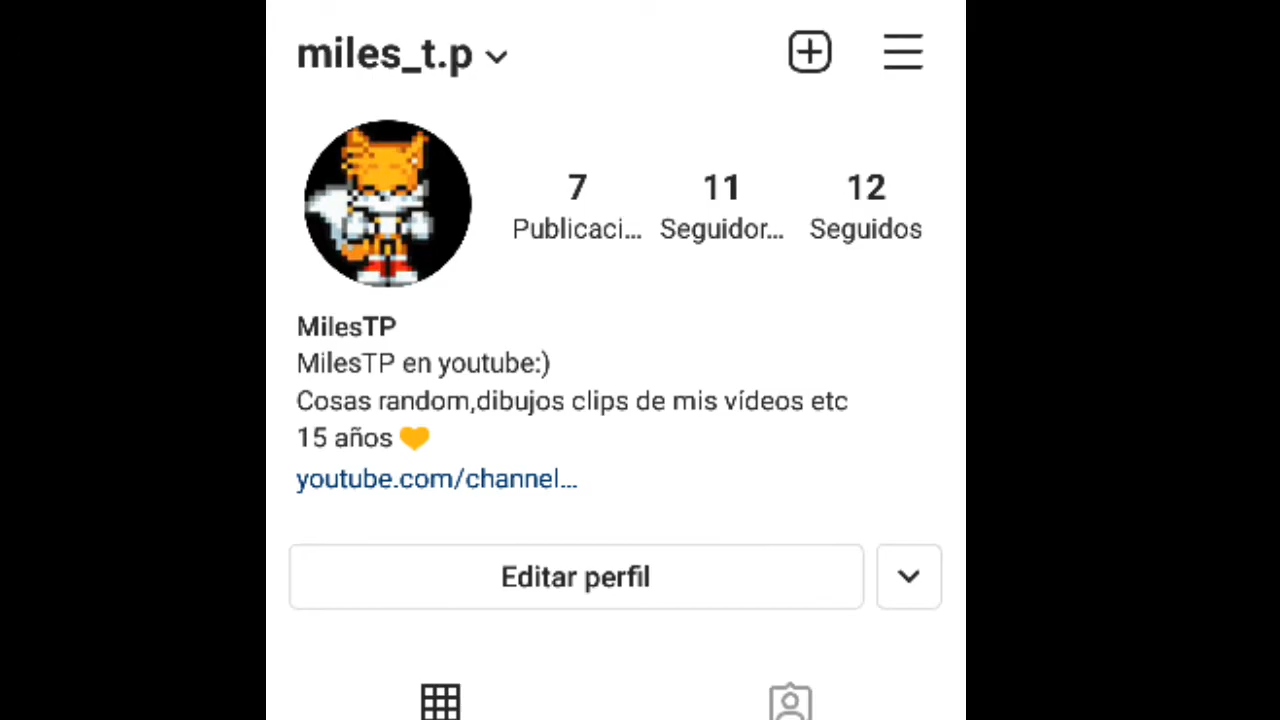 miles_t.p
7 11 12
Publicaci... Seguidor... Seguidos
MilesTP
MilesTP en youtube:)
Cosas random,dibujos clips de mis vídeos etc
15 años 🧡
youtube.com/channel...
Editar perfil